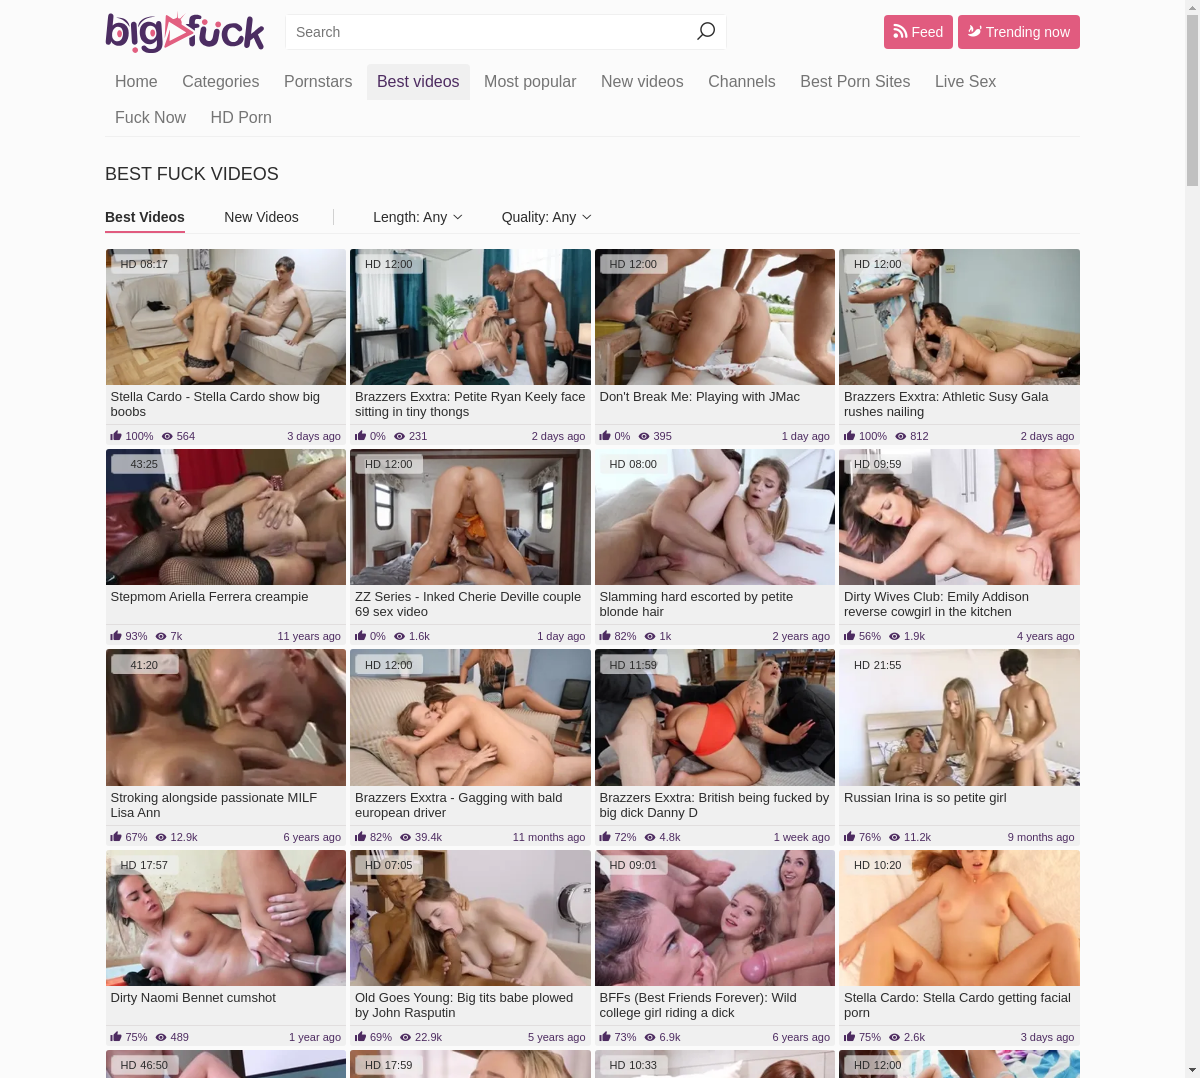 bigfuck
Search
Feed
Trending now
Home Categories Pornstars Best videos Most popular New videos Channels Best Porn Sites Live Sex
Fuck Now HD Porn
BEST FUCK VIDEOS
Best Videos New Videos Length: Any Quality: Any
HD 08:17 HD 12:00 HD 12:00 HD 12:00
Stella Cardo - Stella Cardo show big
boobs
100% 564 3 days ago
Brazzers Exxtra: Petite Ryan Keely face
sitting in tiny thongs
0% 231 2 days ago
Don't Break Me: Playing with JMac
0% 395 1 day ago
Brazzers Exxtra: Athletic Susy Gala
rushes nailing
100% 812 2 days ago
43:25 HD 12:00 HD 08:00 HD 09:59
Stepmom Ariella Ferrera creampie
93% 7k 11 years ago
ZZ Series - Inked Cherie Deville couple
69 sex video
0% 1.6k 1 day ago
Slamming hard escorted by petite
blonde hair
82% 1k 2 years ago
Dirty Wives Club: Emily Addison
reverse cowgirl in the kitchen
56% 1.9k 4 years ago
41:20 HD 12:00 HD 11:59 HD 21:55
Stroking alongside passionate MILF
Lisa Ann
67% 12.9k 6 years ago
Brazzers Exxtra - Gagging with bald
european driver
82% 39.4k 11 months ago
Brazzers Exxtra: British being fucked by
big dick Danny D
72% 4.8k 1 week ago
Russian Irina is so petite girl
76% 11.2k 9 months ago
HD 17:57 HD 07:05 HD 09:01 HD 10:20
Dirty Naomi Bennet cumshot
75% 489 1 year ago
Old Goes Young: Big tits babe plowed
by John Rasputin
69% 22.9k 5 years ago
BFFs (Best Friends Forever): Wild
college girl riding a dick
73% 6.9k 6 years ago
Stella Cardo: Stella Cardo getting facial
porn
75% 2.6k 3 days ago
HD 46:50 HD 17:59 HD 10:33 HD 12:00